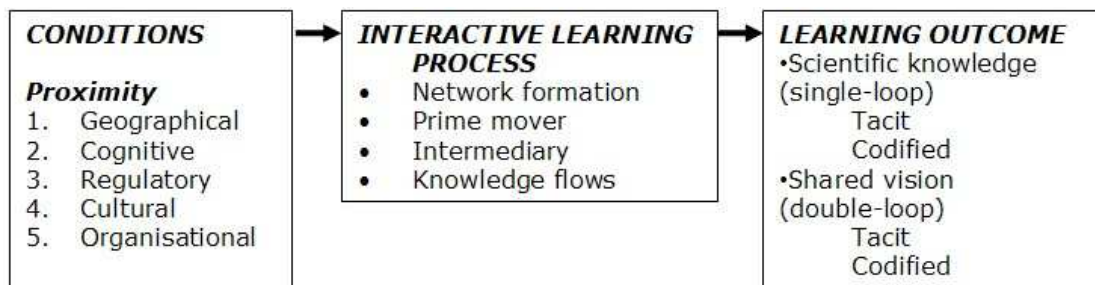 CONDITIONS
Proximity
1. Geographical
2. Cognitive
3. Regulatory
4. Cultural
5. Organisational
INTERACTIVE LEARNING
PROCESS
• Network formation
• Prime mover
• Intermediary
• Knowledge flows
LEARNING OUTCOME
•Scientific knowledge
(single-loop)
Tacit
Codified
•Shared vision
(double-loop)
Tacit
Codified